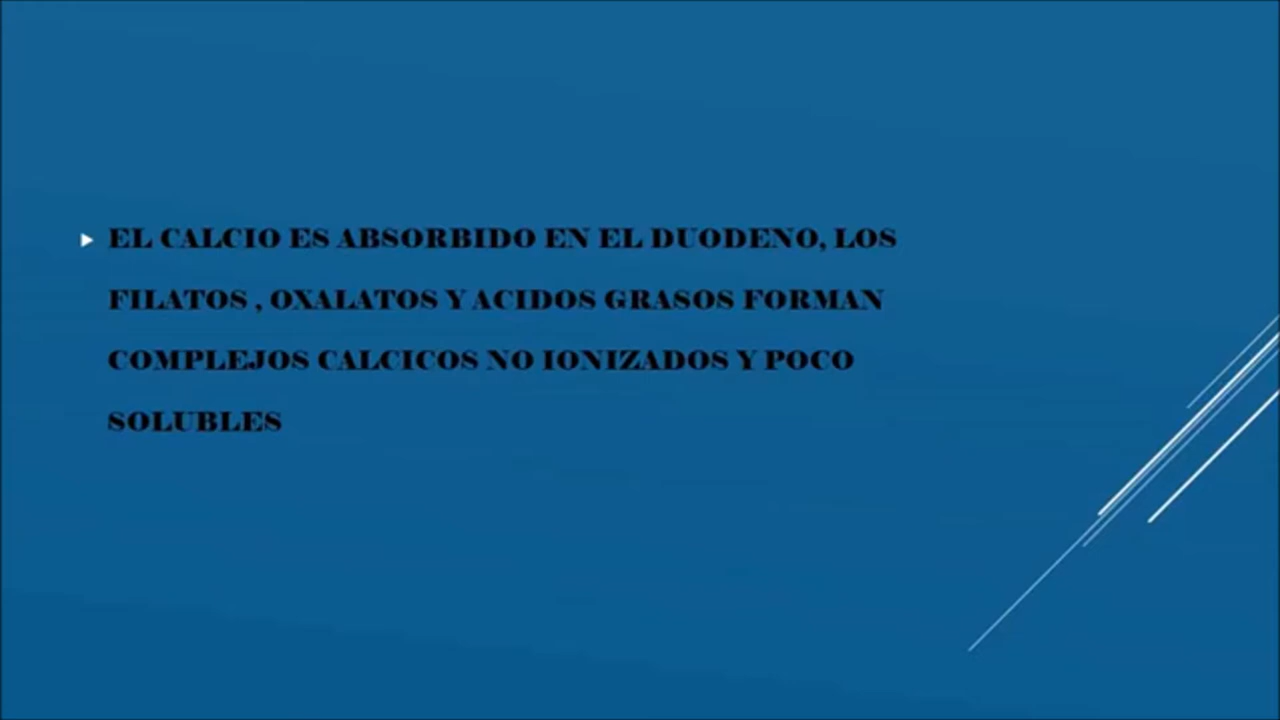 EL CALCIO ES ABSORBIDO EN EL DUODENO, LOS
FILATOS , OXALATOS Y ACIDOS GRASOS FORMAN
COMPLEJOS CALCICOS NO IONIZADOS Y POCO
SOLUBLES